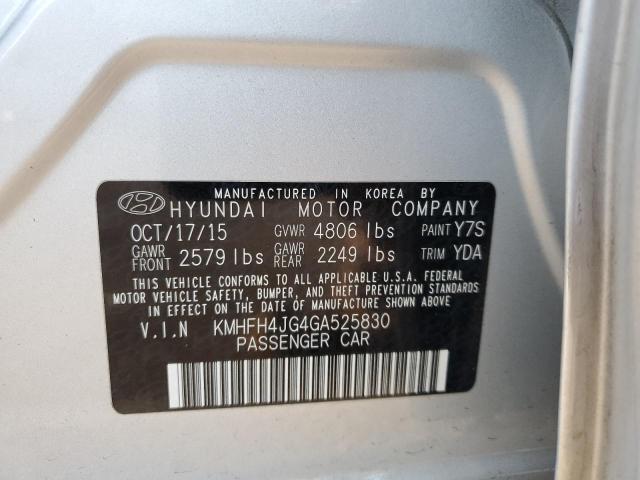 MANUFACTURED IN KOREA BY
HYUNDAI MOTOR COMPANY
OCT/17/15 GVWR 4806 lbs PAINT Y7S
GAWR FRONT 2579 lbs GAWR REAR 2249 lbs TRIM YDA
THIS VEHICLE CONFORMS TO ALL APPLICABLE U.S.A. FEDERAL
MOTOR VEHICLE SAFETY, BUMPER, AND THEFT PREVENTION STANDARDS
IN EFFECT ON THE DATE OF MANUFACTURE SHOWN ABOVE.
V.I.N KMHFH4JG4GA525830
PASSENGER CAR